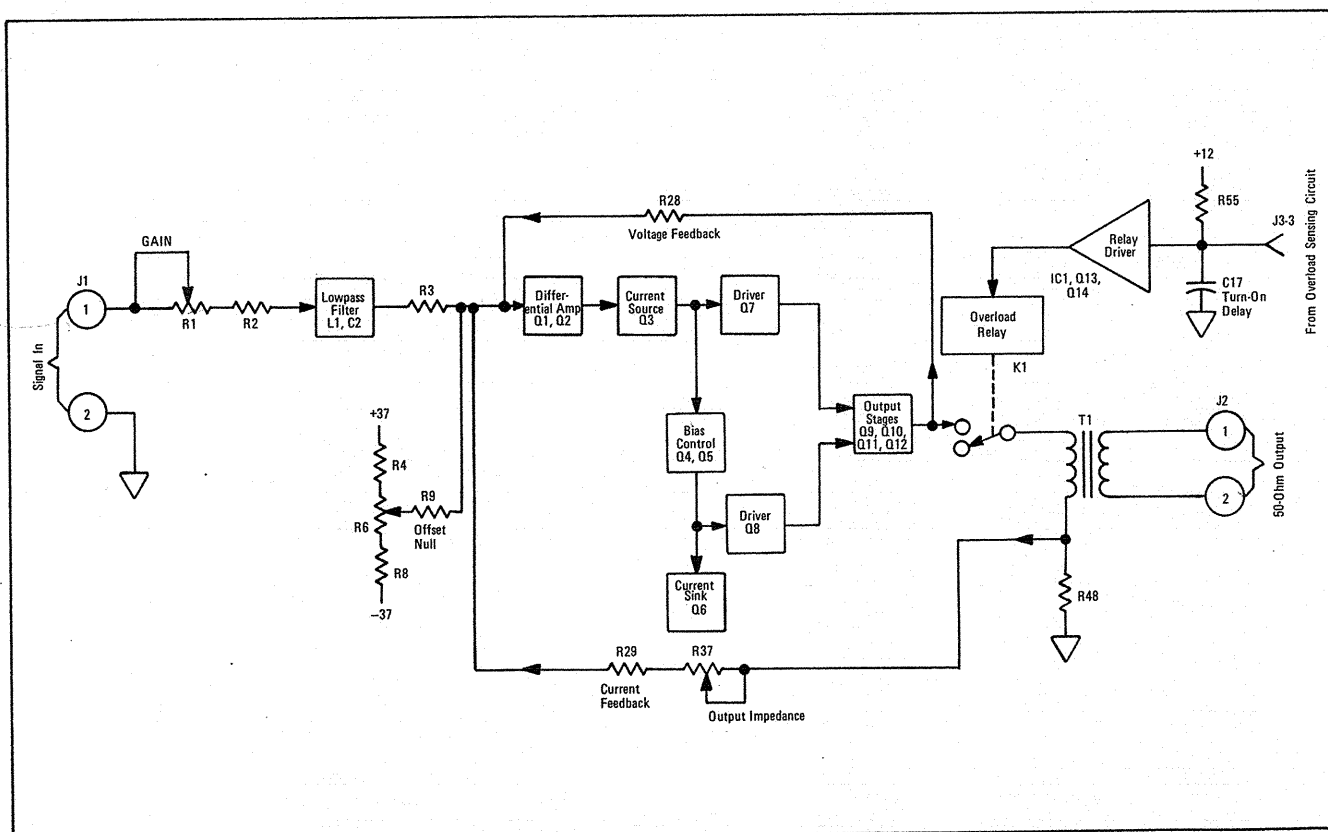 +12
R55
J3-3
From Overload Sensing Circuit
R28
Voltage Feedback
Relay
Driver
IC1, Q13,
Q14
C17
Turn-On
Delay
GAIN
J1
1
R1
R2
Lowpass
Filter
L1, C2
R3
Differ-
ential Amp
Q1, Q2
Current
Source
Q3
Driver
Q7
Overload
Relay
K1
Signal In
2
+37
R4
R6
R9
Offset
Null
R8
–37
Bias
Control
Q4, Q5
Output
Stages
Q9, Q10,
Q11, Q12
T1
J2
1
2
50-Ohm Output
Driver
Q8
Current
Sink
Q6
R48
R29
Current
Feedback
R37
Output Impedance